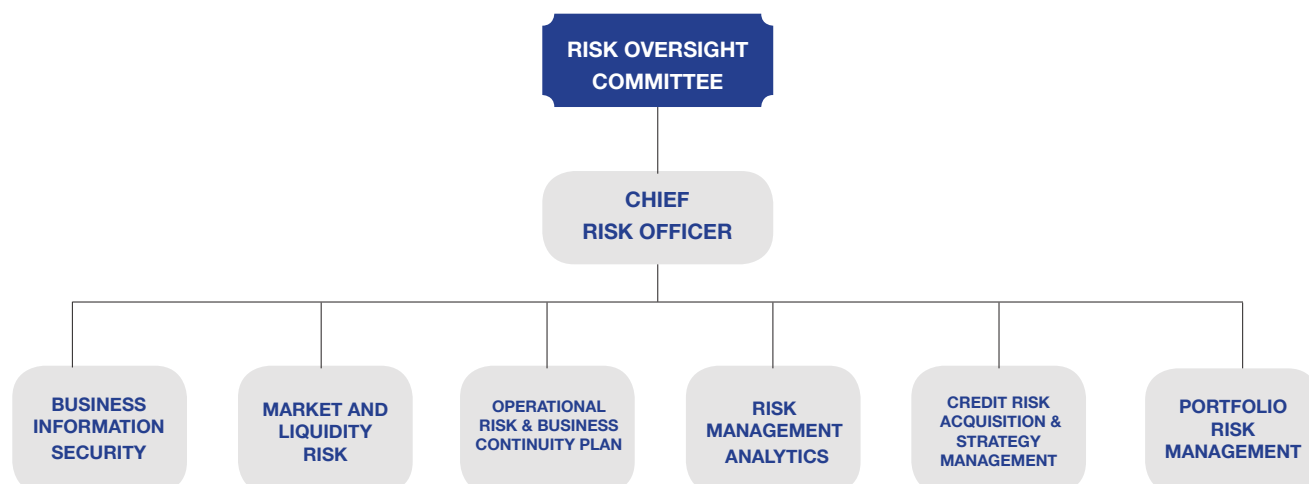 RISK OVERSIGHT
COMMITTEE
CHIEF
RISK OFFICER
BUSINESS
INFORMATION
SECURITY
MARKET AND
LIQUIDITY
RISK
OPERATIONAL
RISK & BUSINESS
CONTINUITY PLAN
RISK
MANAGEMENT
ANALYTICS
CREDIT RISK
ACQUISITION &
STRATEGY
MANAGEMENT
PORTFOLIO
RISK
MANAGEMENT